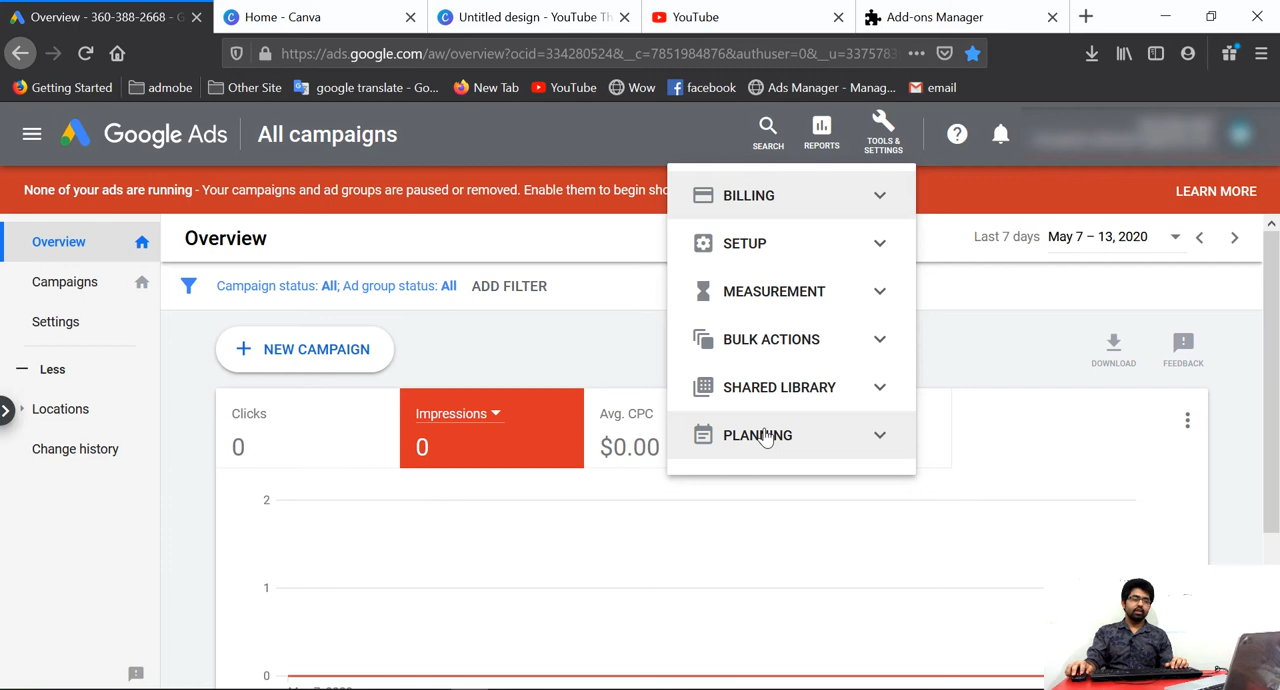 Overview - 360-388-2668 - G
Home - Canva
Untitled design - YouTube Th
YouTube
Add-ons Manager
https://ads.google.com/aw/overview?ocid=334280524&__c=7851984876&authuser=0&__u=3375783
Getting Started
admobe
Other Site
google translate - Go...
New Tab
YouTube
Wow
facebook
Ads Manager - Manag...
email
Google Ads
All campaigns
SEARCH
REPORTS
TOOLS &
SETTINGS
None of your ads are running - Your campaigns and ad groups are paused or removed. Enable them to begin sho
LEARN MORE
BILLING
SETUP
MEASUREMENT
BULK ACTIONS
SHARED LIBRARY
PLANNING
Overview
Campaigns
Settings
Less
Locations
Change history
Overview
Last 7 days May 7 – 13, 2020
Campaign status: All; Ad group status: All ADD FILTER
NEW CAMPAIGN
DOWNLOAD
FEEDBACK
Clicks
0
Impressions
0
Avg. CPC
$0.00
2
1
0